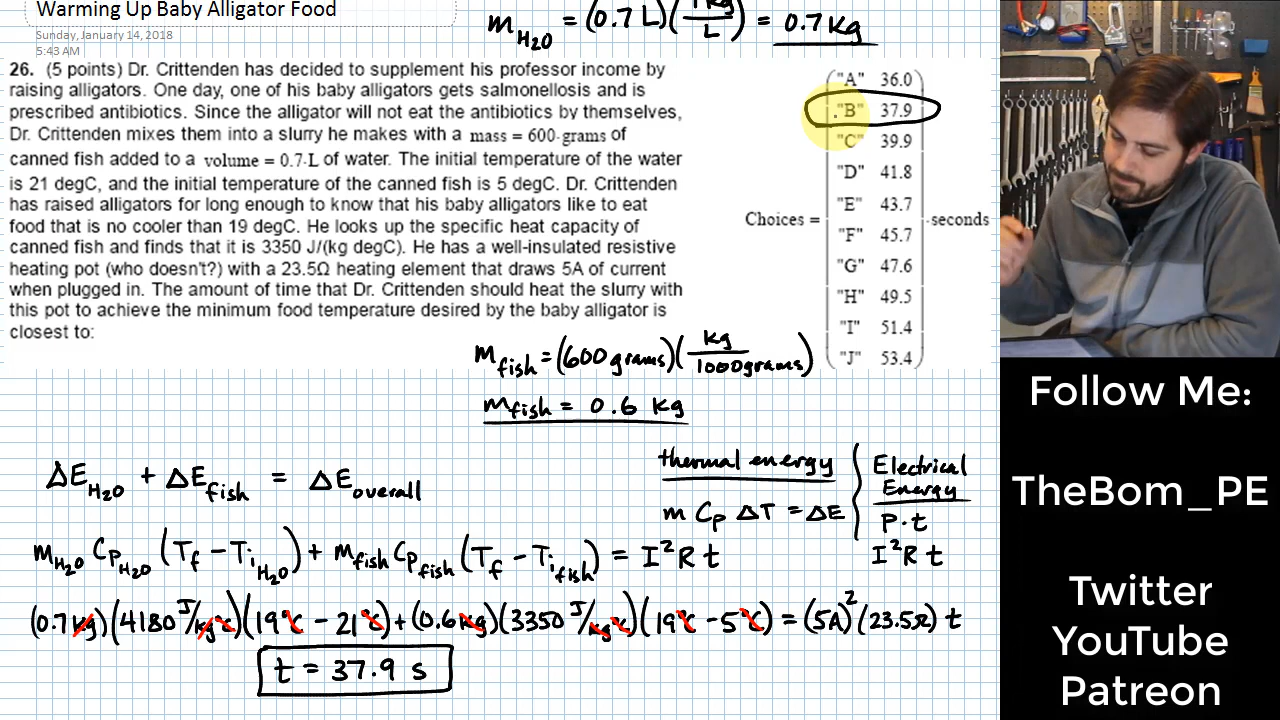 Warming Up Baby Alligator Food
Sunday, January 14, 2018
5:43 AM
m_H2O = (0.7 L)(1 kg/L) = 0.7 kg
26. (5 points) Dr. Crittenden has decided to supplement his professor income by
raising alligators. One day, one of his baby alligators gets salmonellosis and is
prescribed antibiotics. Since the alligator will not eat the antibiotics by themselves,
Dr. Crittenden mixes them into a slurry he makes with a mass = 600·grams of
canned fish added to a volume = 0.7·L of water. The initial temperature of the water
is 21 degC, and the initial temperature of the canned fish is 5 degC. Dr. Crittenden
has raised alligators for long enough to know that his baby alligators like to eat
food that is no cooler than 19 degC. He looks up the specific heat capacity of
canned fish and finds that it is 3350 J/(kg degC). He has a well-insulated resistive
heating pot (who doesn't?) with a 23.5Ω heating element that draws 5A of current
when plugged in. The amount of time that Dr. Crittenden should heat the slurry with
this pot to achieve the minimum food temperature desired by the baby alligator is
closest to:
Choices =
"A" 36.0
"B" 37.9
"C" 39.9
"D" 41.8
"E" 43.7
"F" 45.7
"G" 47.6
"H" 49.5
"I" 51.4
"J" 53.4
·seconds
m_fish = (600 grams)(kg/1000grams)
m_fish = 0.6 kg
thermal energy
m Cp ΔT = ΔE
Electrical
Energy
P·t
I²R t
ΔE_H2O + ΔE_fish = ΔE_overall
m_H2O Cp_H2O (Tf - Ti_H2O) + m_fish Cp_fish (Tf - Ti_fish) = I²R t
(0.7 kg)(4180 J/kg°C)(19°C - 21°C) + (0.6 kg)(3350 J/kg°C)(19°C - 5°C) = (5A)²(23.5Ω) t
t = 37.9 s
Follow Me:
TheBom_PE
Twitter
YouTube
Patreon